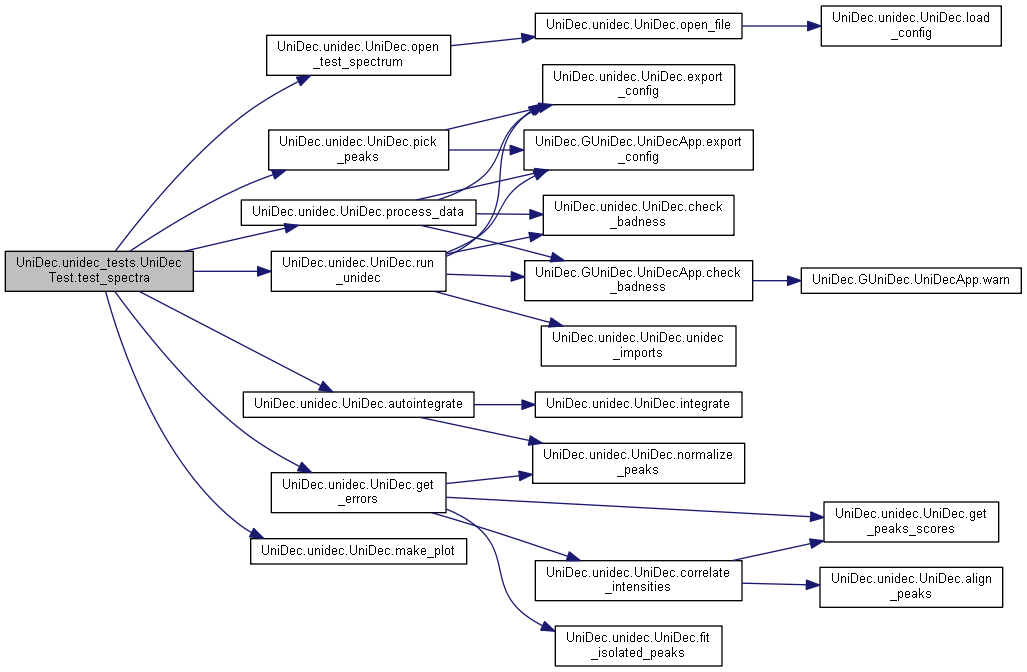 UniDec.unidec_tests.UniDec
Test.test_spectra
UniDec.unidec.UniDec.open
_test_spectrum
UniDec.unidec.UniDec.open_file
UniDec.unidec.UniDec.load
_config
UniDec.unidec.UniDec.pick
_peaks
UniDec.unidec.UniDec.export
_config
UniDec.GUniDec.UniDecApp.export
_config
UniDec.unidec.UniDec.process_data
UniDec.unidec.UniDec.check
_badness
UniDec.unidec.UniDec.run
_unidec
UniDec.GUniDec.UniDecApp.check
_badness
UniDec.GUniDec.UniDecApp.warn
UniDec.unidec.UniDec.unidec
_imports
UniDec.unidec.UniDec.autointegrate
UniDec.unidec.UniDec.integrate
UniDec.unidec.UniDec.normalize
_peaks
UniDec.unidec.UniDec.get
_errors
UniDec.unidec.UniDec.get
_peaks_scores
UniDec.unidec.UniDec.make_plot
UniDec.unidec.UniDec.correlate
_intensities
UniDec.unidec.UniDec.align
_peaks
UniDec.unidec.UniDec.fit
_isolated_peaks